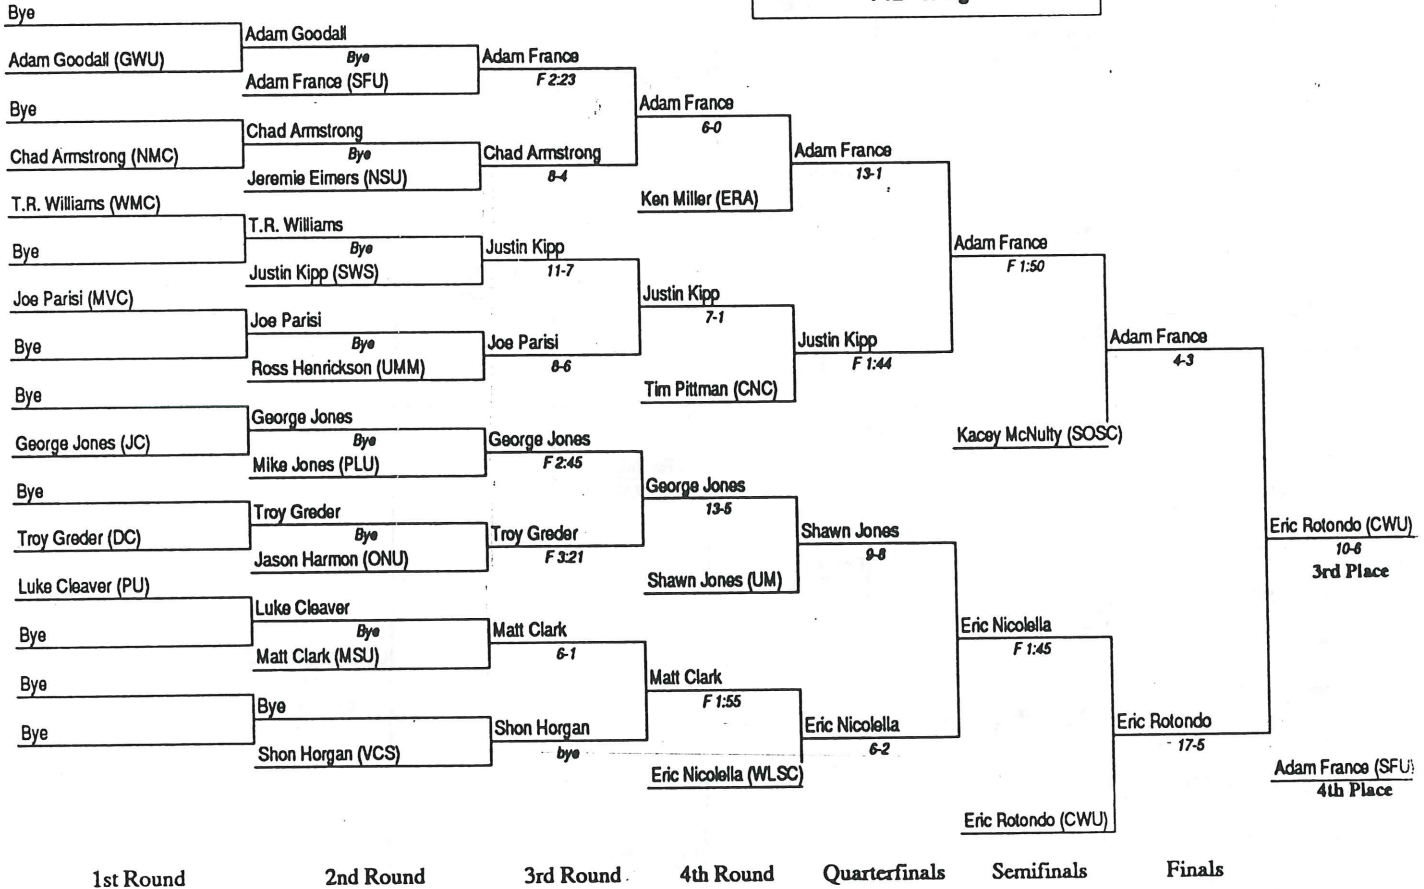 Bye
Adam Goodall (GWU)
Bye
Chad Armstrong (NMC)
T.R. Williams (WMC)
Bye
Joe Parisi (MVC)
Bye
Bye
George Jones (JC)
Bye
Troy Greder (DC)
Luke Cleaver (PU)
Bye
Bye
Bye
1st Round
Adam Goodall
Bye
Adam France (SFU)
Chad Armstrong
Bye
Jeremie Eimers (NSU)
T.R. Williams
Bye
Justin Kipp (SWS)
Joe Parisi
Bye
Ross Henrickson (UMM)
George Jones
Bye
Mike Jones (PLU)
Troy Greder
Bye
Jason Harmon (ONU)
Luke Cleaver
Bye
Matt Clark (MSU)
Bye
Shon Horgan (VCS)
2nd Round
Adam France
F 2:23
Chad Armstrong
8-4
Justin Kipp
11-7
Joe Parisi
8-6
George Jones
F 2:45
Troy Greder
F 3:21
Matt Clark
6-1
Shon Horgan
bye
3rd Round
Adam France
6-0
Ken Miller (ERA)
Justin Kipp
7-1
Tim Pittman (CNC)
George Jones
13-5
Shawn Jones (UM)
Matt Clark
F 1:55
Eric Nicolella (WLSC)
4th Round
Adam France
13-1
Justin Kipp
F 1:44
Shawn Jones
9-8
Eric Nicolella
6-2
Quarterfinals
Adam France
F 1:50
Kacey McNulty (SOSC)
Eric Nicolella
F 1:45
Eric Rotondo (CWU)
Semifinals
Adam France
4-3
Eric Rotondo
17-5
Finals
Eric Rotondo (CWU)
10-6
3rd Place
Adam France (SFU)
4th Place